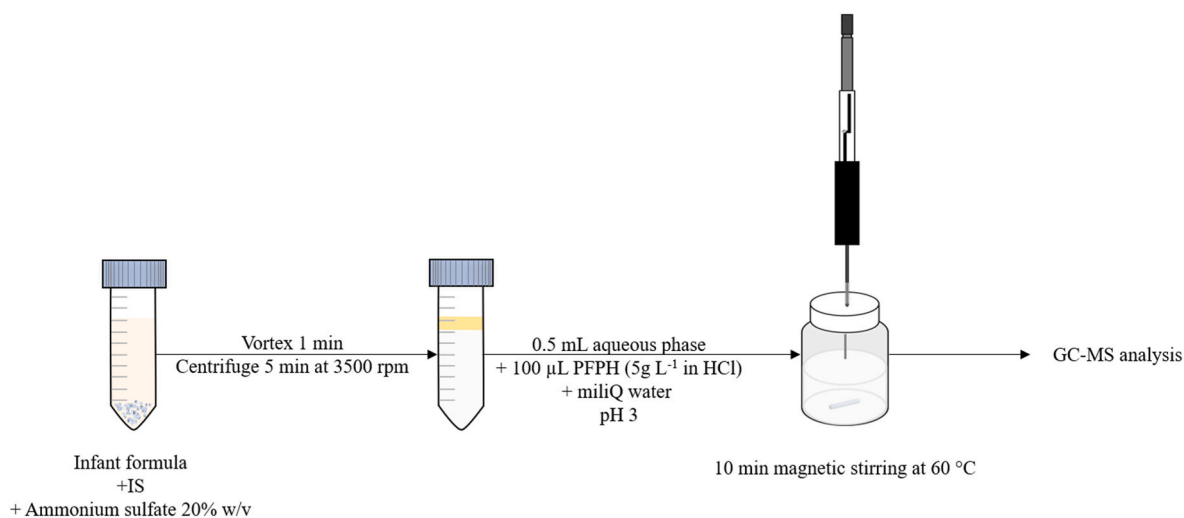 Vortex 1 min
Centrifuge 5 min at 3500 rpm
0.5 mL aqueous phase
+ 100 µL PFPH (5g L⁻¹ in HCl)
+ miliQ water
pH 3
GC-MS analysis
Infant formula
+IS
+ Ammonium sulfate 20% w/v
10 min magnetic stirring at 60 °C